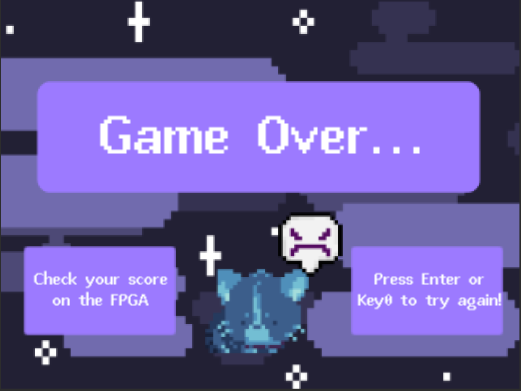 Game Over...
Check your score
on the FPGA
Press Enter or
Key0 to try again!